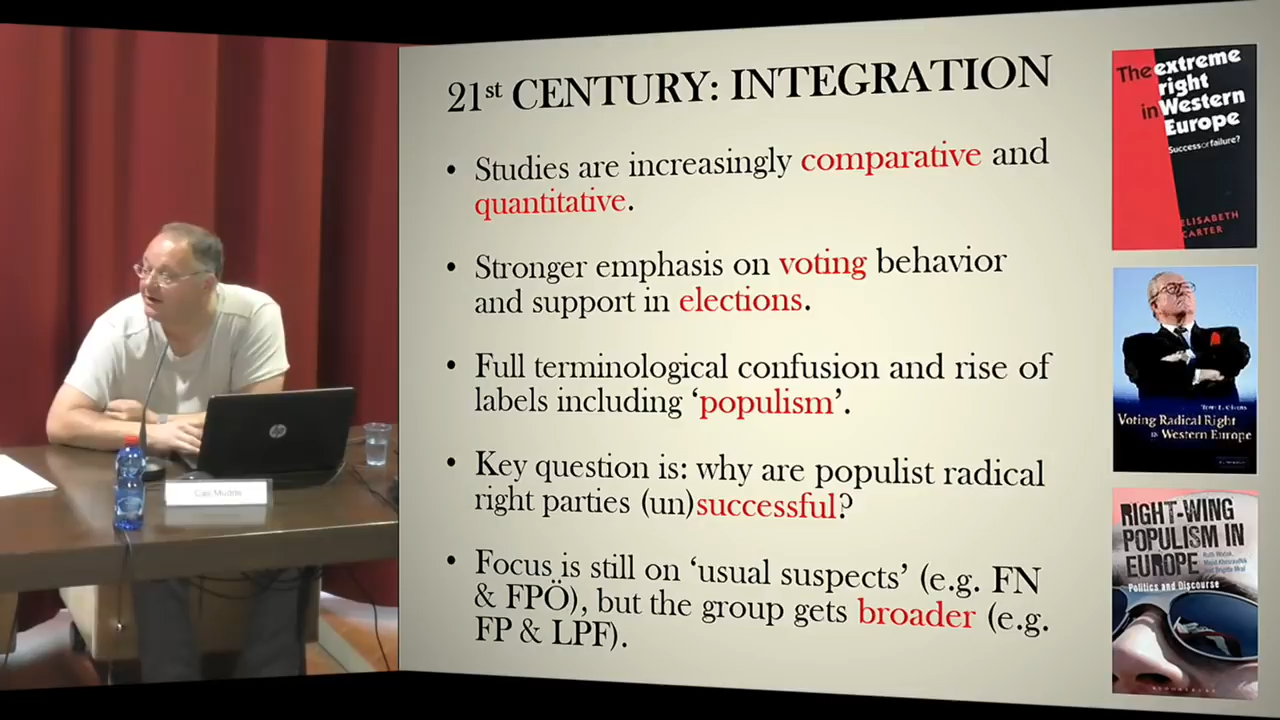 21st CENTURY: INTEGRATION
• Studies are increasingly comparative and
quantitative.
• Stronger emphasis on voting behavior
and support in elections.
• Full terminological confusion and rise of
labels including ‘populism’.
• Key question is: why are populist radical
right parties (un)successful?
• Focus is still on ‘usual suspects’ (e.g. FN
& FPÖ), but the group gets broader (e.g.
FP & LPF).
The extreme
right
in Western
Europe
Success or failure?
ELISABETH
CARTER
Voting Radical Right
in Western Europe
RIGHT-WING
POPULISM IN
EUROPE
Politics and Discourse
BLOOMSBURY
hp
Cas Mudde